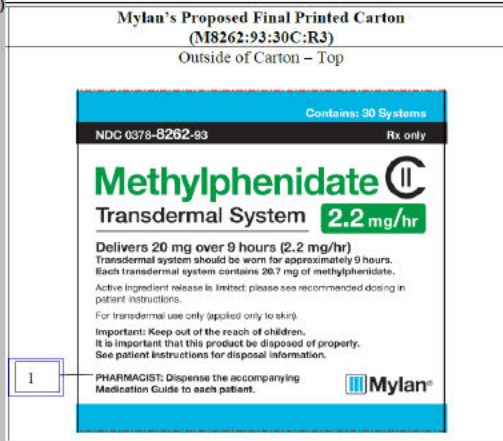 Mylan's Proposed Final Printed Carton
(M8262:93:30C:R3)
Outside of Carton – Top
Contains: 30 Systems
NDC 0378-8262-93 Rx only
Methylphenidate CII
Transdermal System 2.2 mg/hr
Delivers 20 mg over 9 hours (2.2 mg/hr)
Transdermal system should be worn for approximately 9 hours.
Each transdermal system contains 20.7 mg of methylphenidate.
Active ingredient release is limited: please see recommended dosing in
patient instructions.
For transdermal use only (applied only to skin).
Important: Keep out of the reach of children.
It is important that this product be disposed of properly.
See patient instructions for disposal information.
1
PHARMACIST: Dispense the accompanying
Medication Guide to each patient.
Mylan®